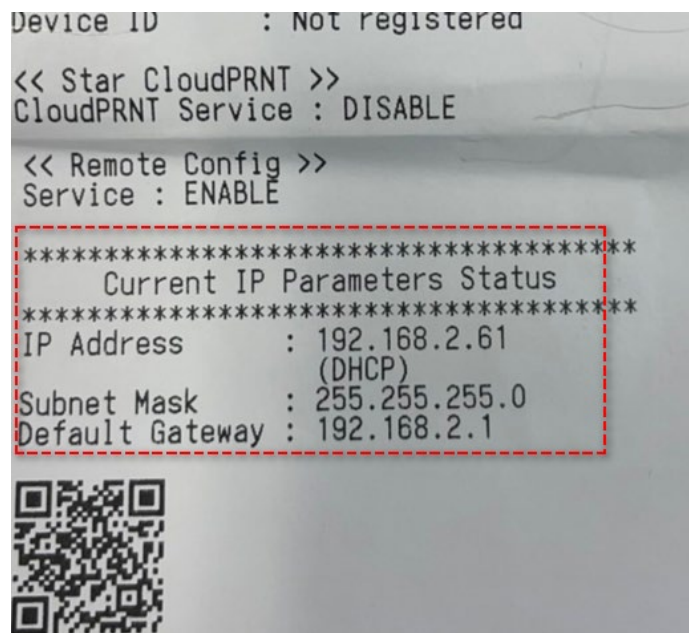 Device ID : Not registered
<< Star CloudPRNT >>
CloudPRNT Service : DISABLE
<< Remote Config >>
Service : ENABLE
**************************************
Current IP Parameters Status
**************************************
IP Address : 192.168.2.61
(DHCP)
Subnet Mask : 255.255.255.0
Default Gateway : 192.168.2.1